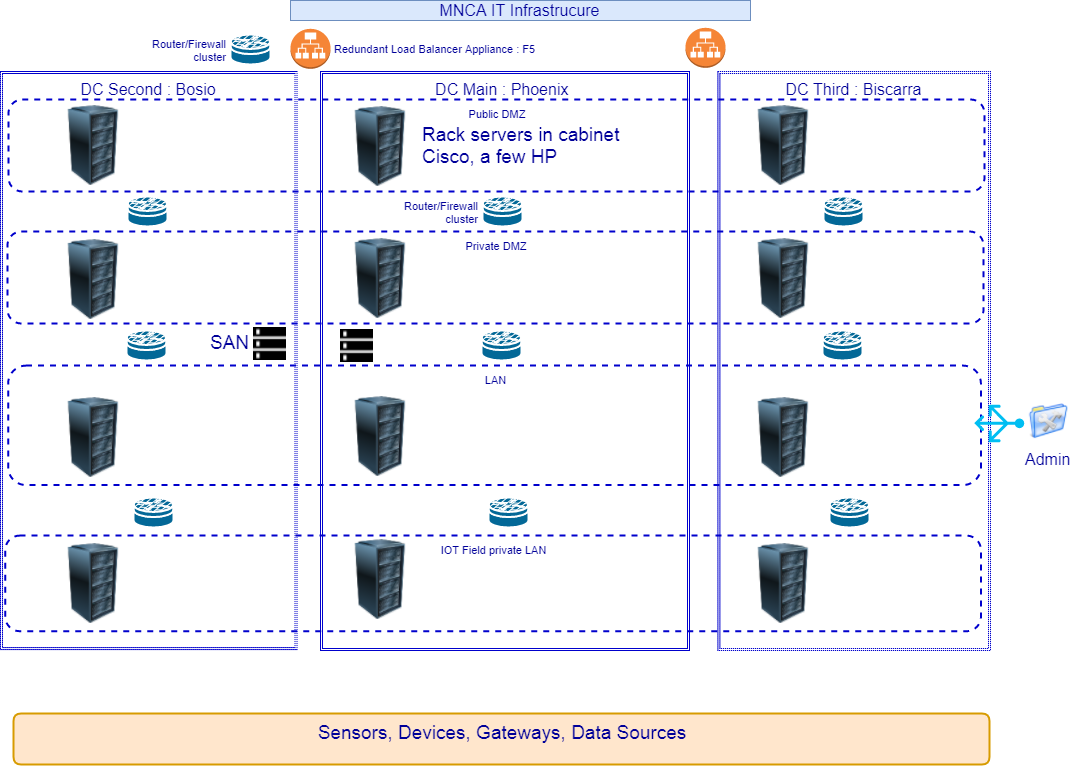 MNCA IT Infrastrucure
Router/Firewall
cluster
Redundant Load Balancer Appliance : F5
DC Second : Bosio
DC Main : Phoenix
DC Third : Biscarra
Public DMZ
Rack servers in cabinet
Cisco, a few HP
Router/Firewall
cluster
Private DMZ
SAN
LAN
Admin
IOT Field private LAN
Sensors, Devices, Gateways, Data Sources